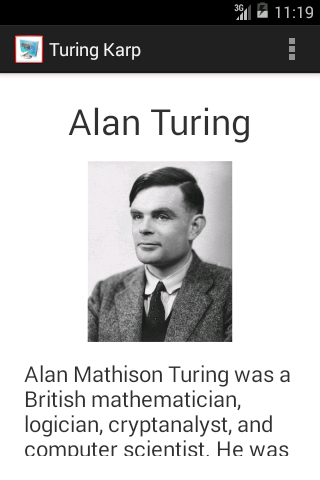 3G 11:19
Turing Karp
Alan Turing
Alan Mathison Turing was a
British mathematician,
logician, cryptanalyst, and
computer scientist. He was